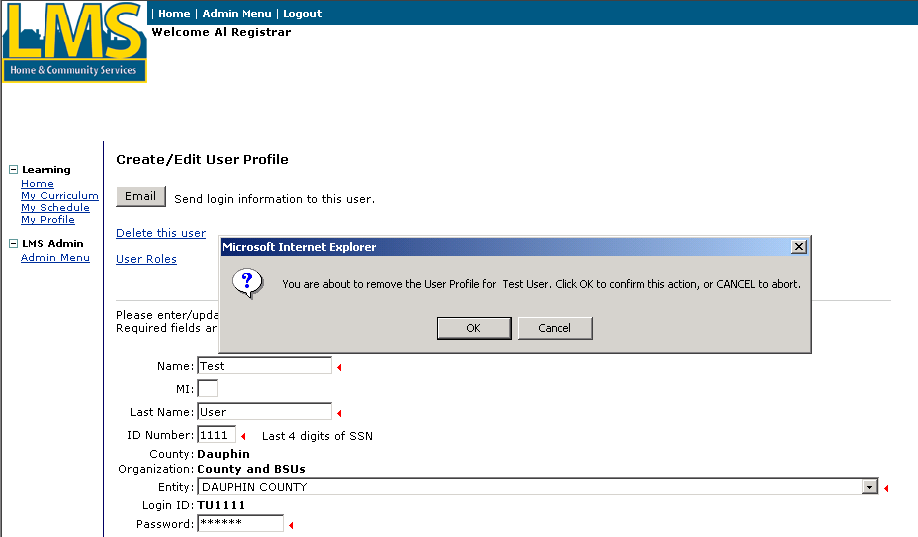 LMS
Home & Community Services
| Home | Admin Menu | Logout
Welcome Al Registrar
Learning
Home
My Curriculum
My Schedule
My Profile
LMS Admin
Admin Menu
Create/Edit User Profile
Email Send login information to this user.
Delete this user
User Roles
Microsoft Internet Explorer
?
You are about to remove the User Profile for Test User. Click OK to confirm this action, or CANCEL to abort.
OK Cancel
Please enter/upda
Required fields ar
Name: Test
MI:
Last Name: User
ID Number: 1111 Last 4 digits of SSN
County: Dauphin
Organization: County and BSUs
Entity: DAUPHIN COUNTY
Login ID: TU1111
Password: ******